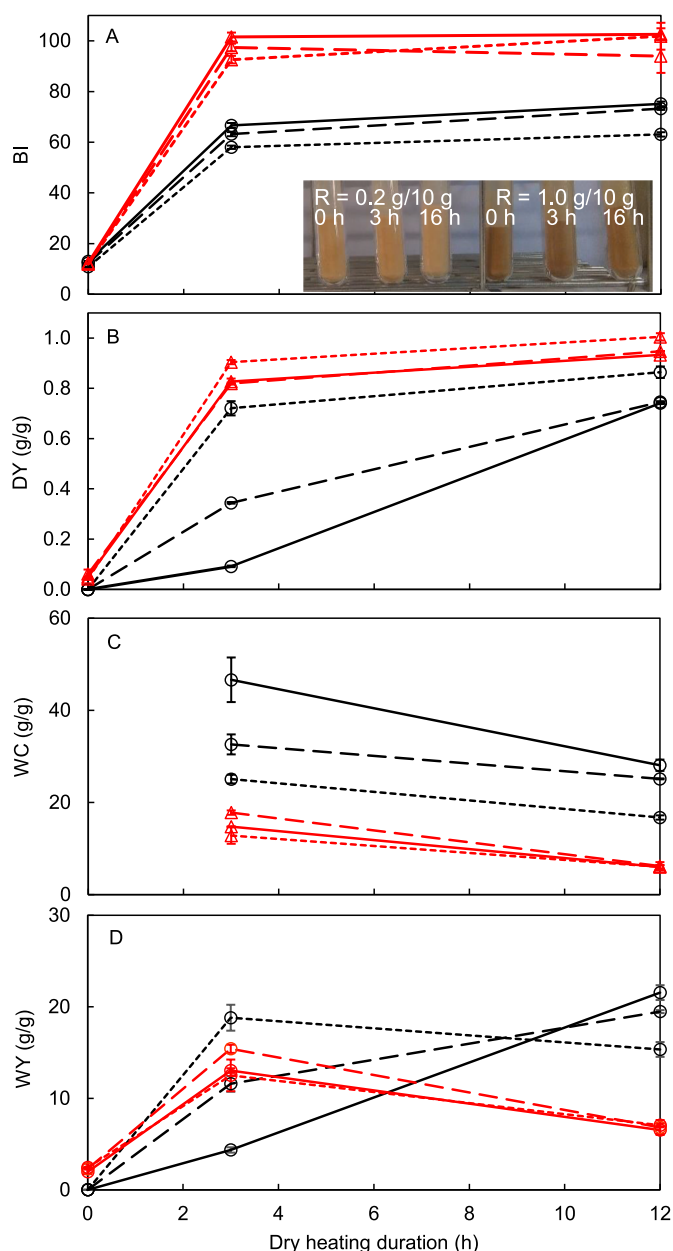 A
100
80
60
40
20
0
BI
R = 0.2 g/10 g R = 1.0 g/10 g
0 h 3 h 16 h 0 h 3 h 16 h
B
1.0
0.8
0.6
0.4
0.2
0.0
DY (g/g)
C
60
40
20
0
WC (g/g)
D
30
20
10
0
WY (g/g)
0 2 4 6 8 10 12
Dry heating duration (h)